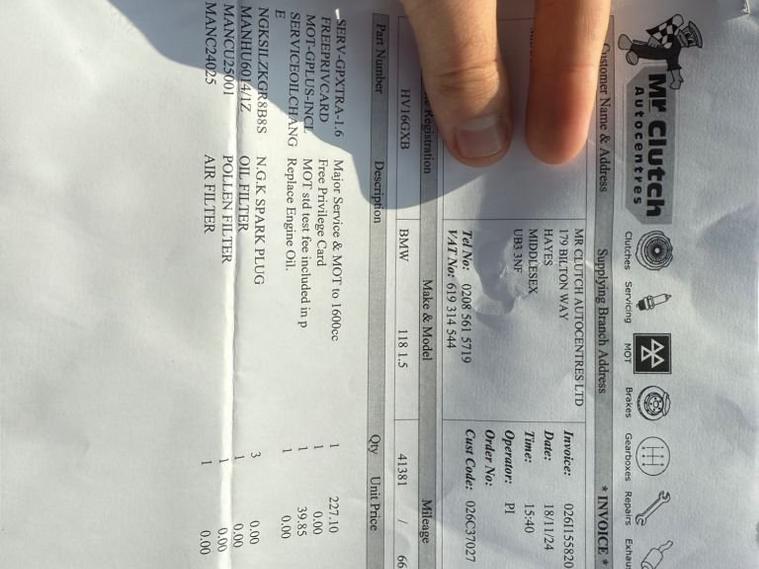 Mr Clutch
Autocentres
Clutches Servicing MOT Brakes Gearboxes Repairs Exhaus
Customer Name & Address Supplying Branch Address * INVOICE *
MR CLUTCH AUTOCENTRES LTD
179 BILTON WAY
HAYES
MIDDLESEX
UB3 3NF
Tel No: 0208 561 5719
VAT No: 619 314 544
Invoice: 0261155820
Date: 18/11/24
Time: 15:40
Operator: PI
Order No:
Cust Code: 026C37027
Registration Make & Model Mileage
HV16GXB BMW 118 1.5 41381 / 66
Part Number Description Qty Unit Price
SERV-GPXTRA-1.6 Major Service & MOT to 1600cc 1 227.10
FREEPRIVCARD Free Privilege Card 1 0.00
MOT-GPLUS-INCL MOT std test fee included in p 1 39.85
SERVICEOILCHANG Replace Engine Oil. 1 0.00
E
NGKSILZKGR8B8S N.G.K SPARK PLUG 3 0.00
MANHU6014/1Z OIL FILTER 1 0.00
MANCU25001 POLLEN FILTER 1 0.00
MANC24025 AIR FILTER 1 0.00